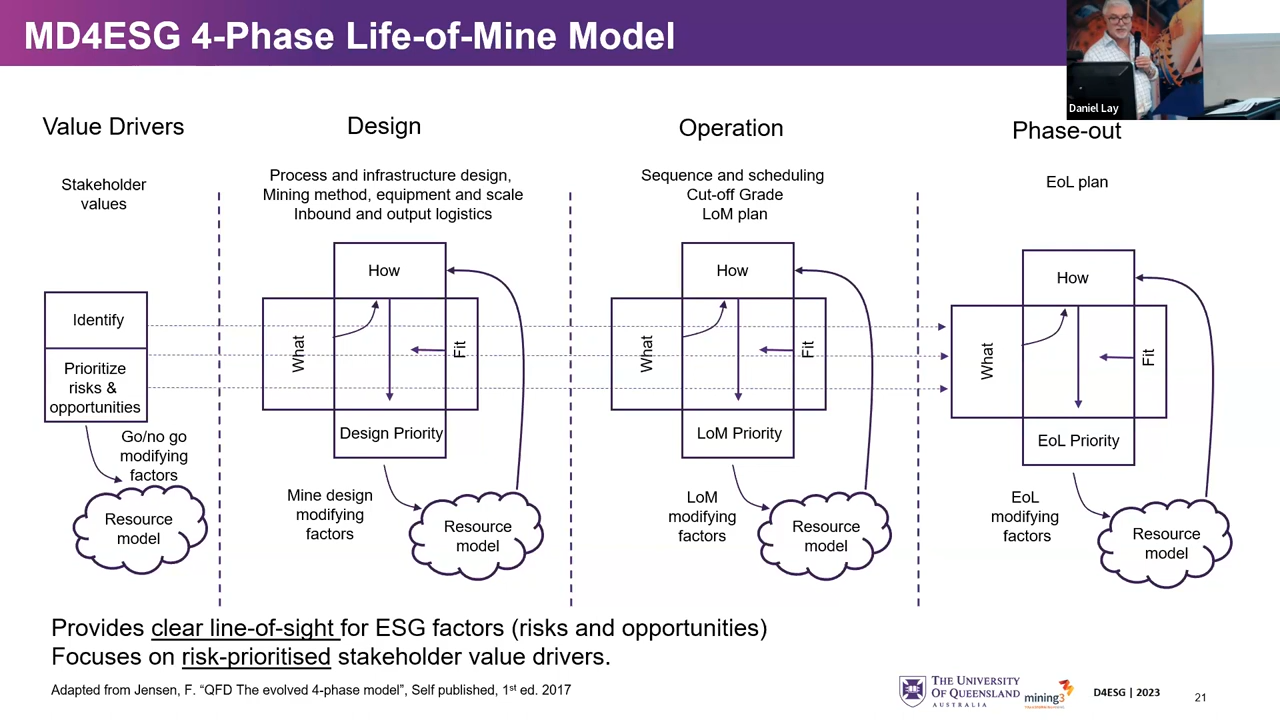 MD4ESG 4-Phase Life-of-Mine Model
Daniel Lay
Value Drivers
Stakeholder
values
Identify
Prioritize
risks &
opportunities
Go/no go
modifying
factors
Resource
model
Design
Process and infrastructure design,
Mining method, equipment and scale
Inbound and output logistics
How
What
Fit
Design Priority
Mine design
modifying
factors
Resource
model
Operation
Sequence and scheduling
Cut-off Grade
LoM plan
How
What
Fit
LoM Priority
LoM
modifying
factors
Resource
model
Phase-out
EoL plan
How
What
Fit
EoL Priority
EoL
modifying
factors
Resource
model
Provides clear line-of-sight for ESG factors (risks and opportunities)
Focuses on risk-prioritised stakeholder value drivers.
Adapted from Jensen, F. “QFD The evolved 4-phase model”, Self published, 1st ed. 2017
THE UNIVERSITY
OF QUEENSLAND
AUSTRALIA
mining3
D4ESG | 2023
21